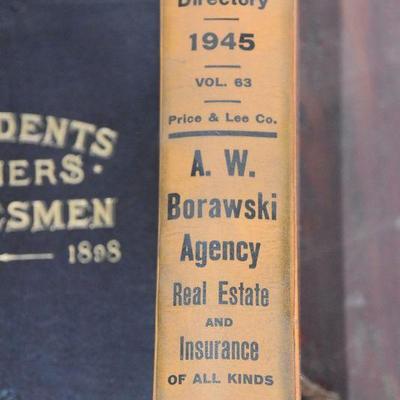 DENTS
HERS.
SMEN
1898
Directory
1945
VOL. 63
Price & Lee Co.
A. W.
Borawski
Agency
Real Estate
AND
Insurance
OF ALL KINDS